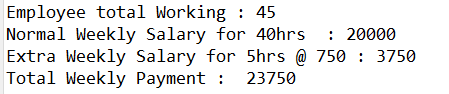 Employee total Working : 45
Normal Weekly Salary for 40hrs  : 20000
Extra Weekly Salary for 5hrs @ 750 : 3750
Total Weekly Payment :  23750